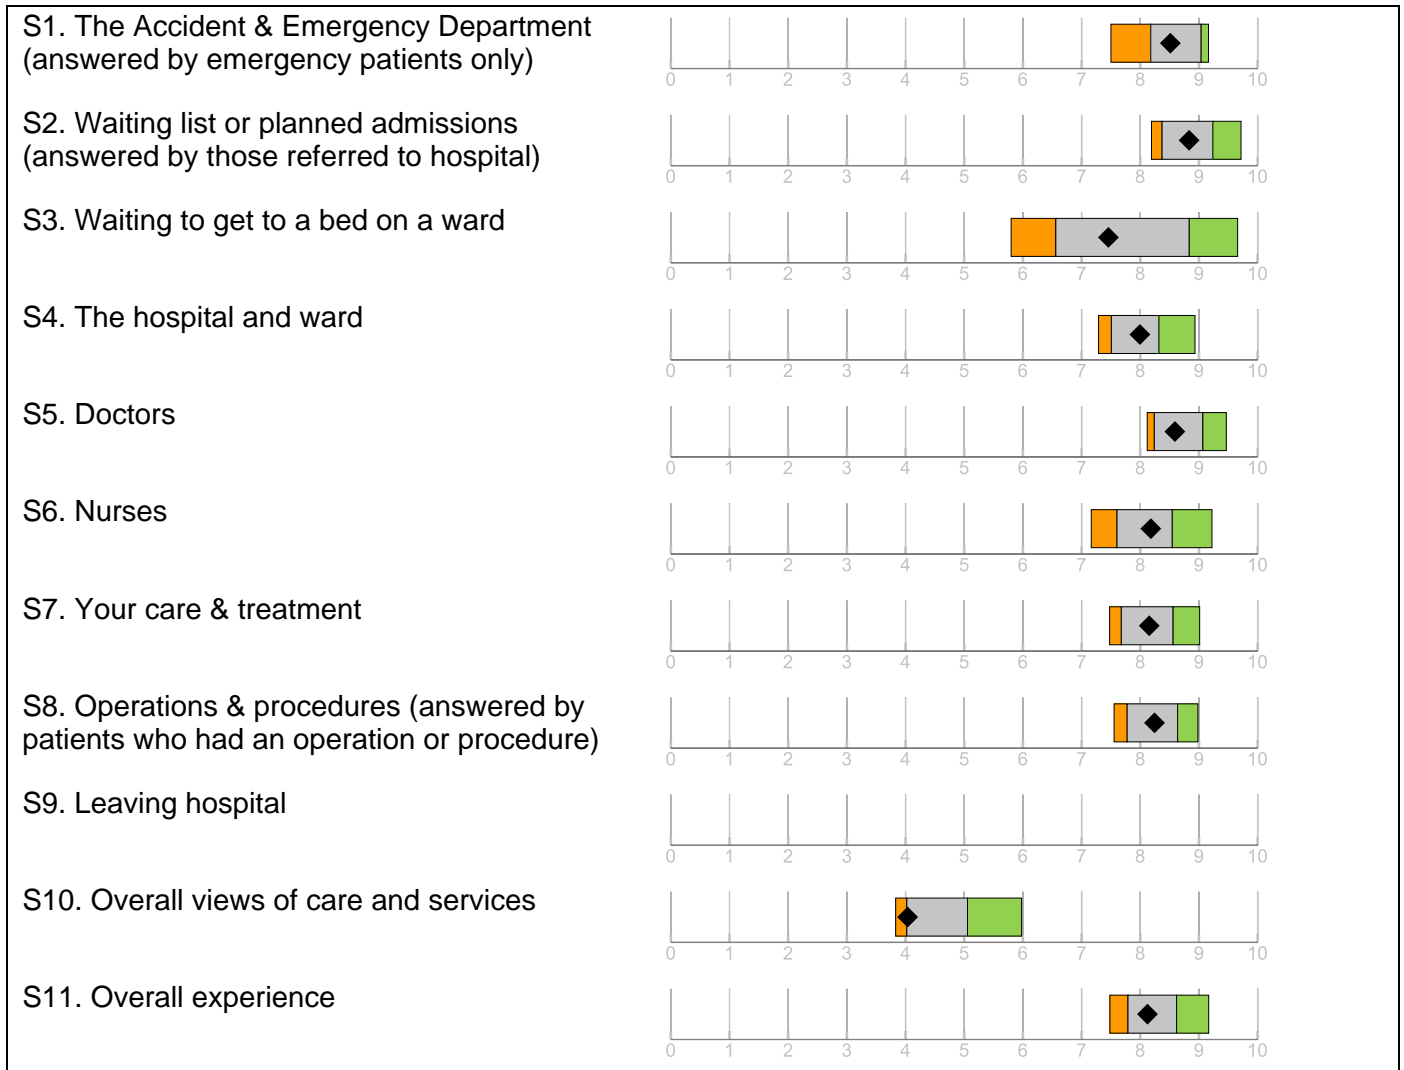 S1. The Accident & Emergency Department
(answered by emergency patients only)
0 1 2 3 4 5 6 7 8 9 10
S2. Waiting list or planned admissions
(answered by those referred to hospital)
0 1 2 3 4 5 6 7 8 9 10
S3. Waiting to get to a bed on a ward
0 1 2 3 4 5 6 7 8 9 10
S4. The hospital and ward
0 1 2 3 4 5 6 7 8 9 10
S5. Doctors
0 1 2 3 4 5 6 7 8 9 10
S6. Nurses
0 1 2 3 4 5 6 7 8 9 10
S7. Your care & treatment
0 1 2 3 4 5 6 7 8 9 10
S8. Operations & procedures (answered by
patients who had an operation or procedure)
0 1 2 3 4 5 6 7 8 9 10
S9. Leaving hospital
0 1 2 3 4 5 6 7 8 9 10
S10. Overall views of care and services
0 1 2 3 4 5 6 7 8 9 10
S11. Overall experience
0 1 2 3 4 5 6 7 8 9 10